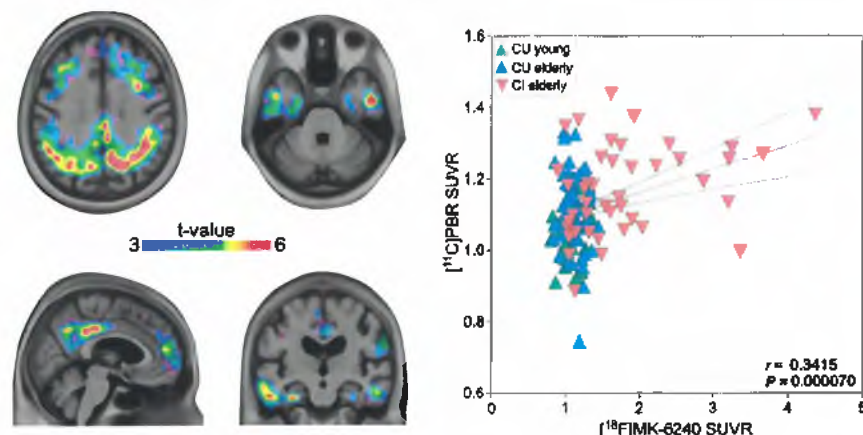 t-value
3 6
1.6
1.4
1.2
1.0
0.8
0.6
[11C]PBR SUVR
CU young
CU elderly
CI elderly
r = 0.3415
P = 0.000070
0 1 2 3 4 5
[18F]MK-6240 SUVR